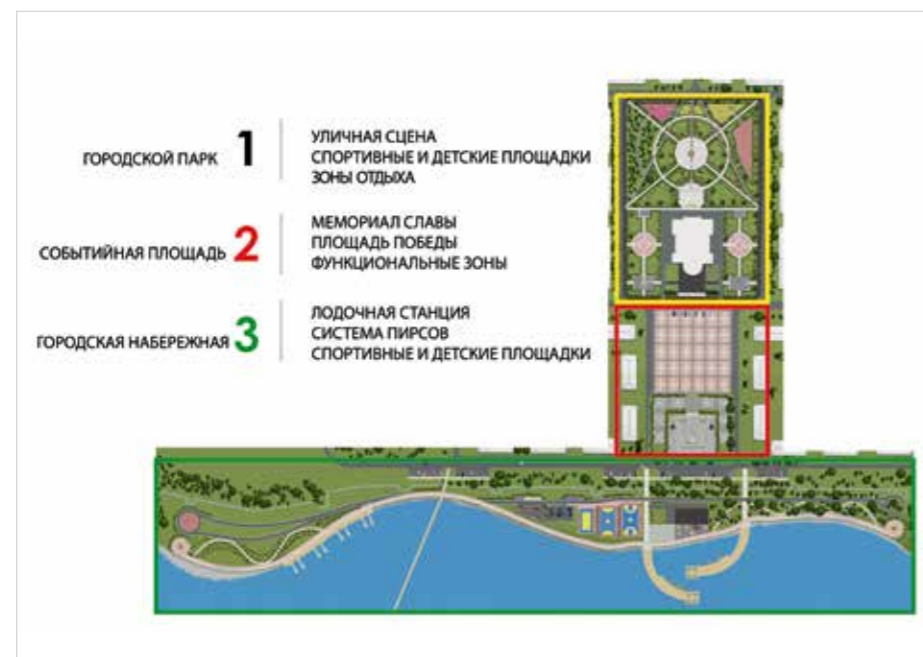 ГОРОДСКОЙ ПАРК 1
УЛИЧНАЯ СЦЕНА
СПОРТИВНЫЕ И ДЕТСКИЕ ПЛОЩАДКИ
ЗОНЫ ОТДЫХА
СОБЫТИЙНАЯ ПЛОЩАДЬ 2
МЕМОРИАЛ СЛАВЫ
ПЛОЩАДЬ ПОБЕДЫ
ФУНКЦИОНАЛЬНЫЕ ЗОНЫ
ГОРОДСКАЯ НАБЕРЕЖНАЯ 3
ЛОДОЧНАЯ СТАНЦИЯ
СИСТЕМА ПИРСОВ
СПОРТИВНЫЕ И ДЕТСКИЕ ПЛОЩАДКИ